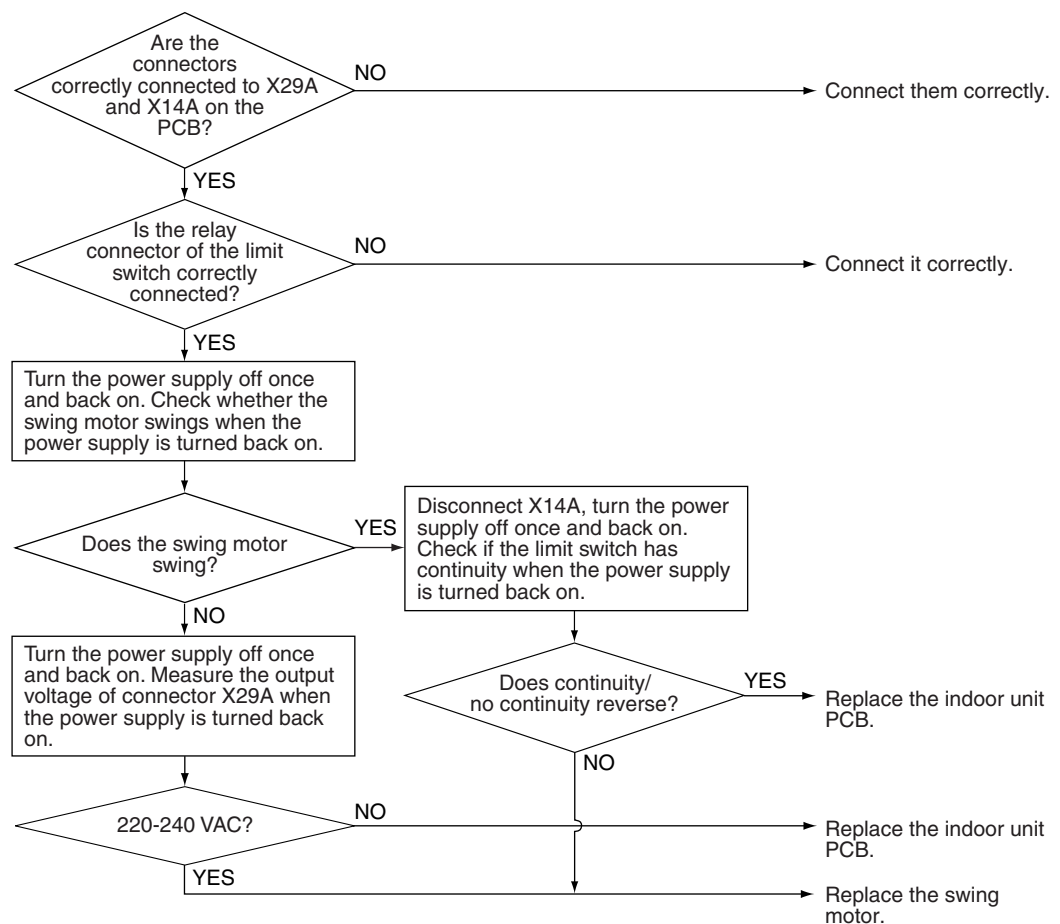 Are the
connectors
correctly connected to X29A
and X14A on the
PCB?
NO
Connect them correctly.
YES
Is the relay
connector of the limit
switch correctly
connected?
NO
Connect it correctly.
YES
Turn the power supply off once
and back on. Check whether the
swing motor swings when the
power supply is turned back on.
Does the swing motor
swing?
YES
Disconnect X14A, turn the power
supply off once and back on.
Check if the limit switch has
continuity when the power supply
is turned back on.
NO
Turn the power supply off once
and back on. Measure the output
voltage of connector X29A when
the power supply is turned back
on.
Does continuity/
no continuity reverse?
YES
Replace the indoor unit
PCB.
NO
220-240 VAC?
NO
Replace the indoor unit
PCB.
YES
Replace the swing
motor.